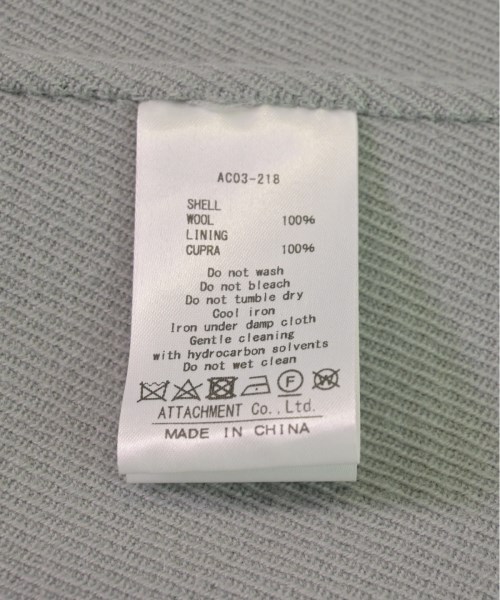 AC03-218
SHELL
WOOL 100%
LINING
CUPRA 100%
Do not wash
Do not bleach
Do not tumble dry
Cool iron
Iron under damp cloth
Gentle cleaning
with hydrocarbon solvents
Do not wet clean
F W
ATTACHMENT Co., Ltd.
MADE IN CHINA